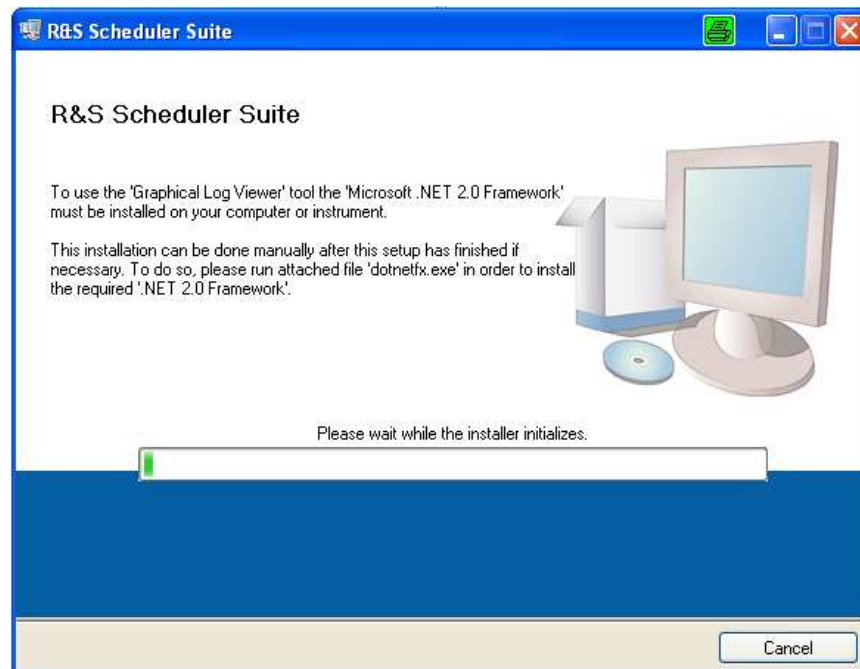 R&S Scheduler Suite
R&S Scheduler Suite
To use the 'Graphical Log Viewer' tool the 'Microsoft .NET 2.0 Framework'
must be installed on your computer or instrument.
This installation can be done manually after this setup has finished if
necessary. To do so, please run attached file 'dotnetfx.exe' in order to install
the required '.NET 2.0 Framework'.
Please wait while the installer initializes.
Cancel